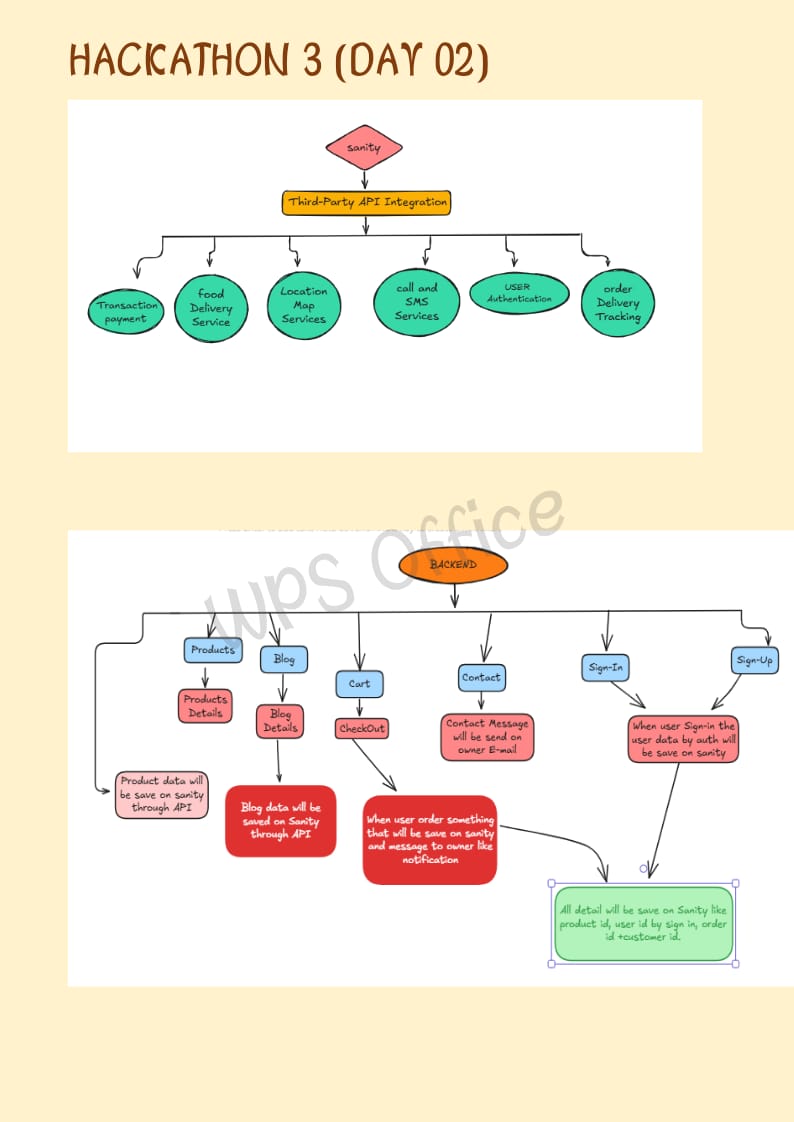 HACKATHON 3 (DAY 02)
sanity
Third-Party API Integration
Transaction
payment
food
Delivery
Service
Location
Map
Services
call and
SMS
Services
USER
Authentication
order
Delivery
Tracking
WPS Office
BACKEND
Products
Blog
Cart
Contact
Sign-In
Sign-Up
Products
Details
Blog
Details
CheckOut
Contact Message
will be send on
owner E-mail
When user Sign-in the
user data by auth will
be save on sanity
Product data will
be save on sanity
through API
Blog data will be
saved on Sanity
through API
When user order something
that will be save on sanity
and message to owner like
notification
All detail will be save on Sanity like
product id, user id by sign in, order
id +customer id.